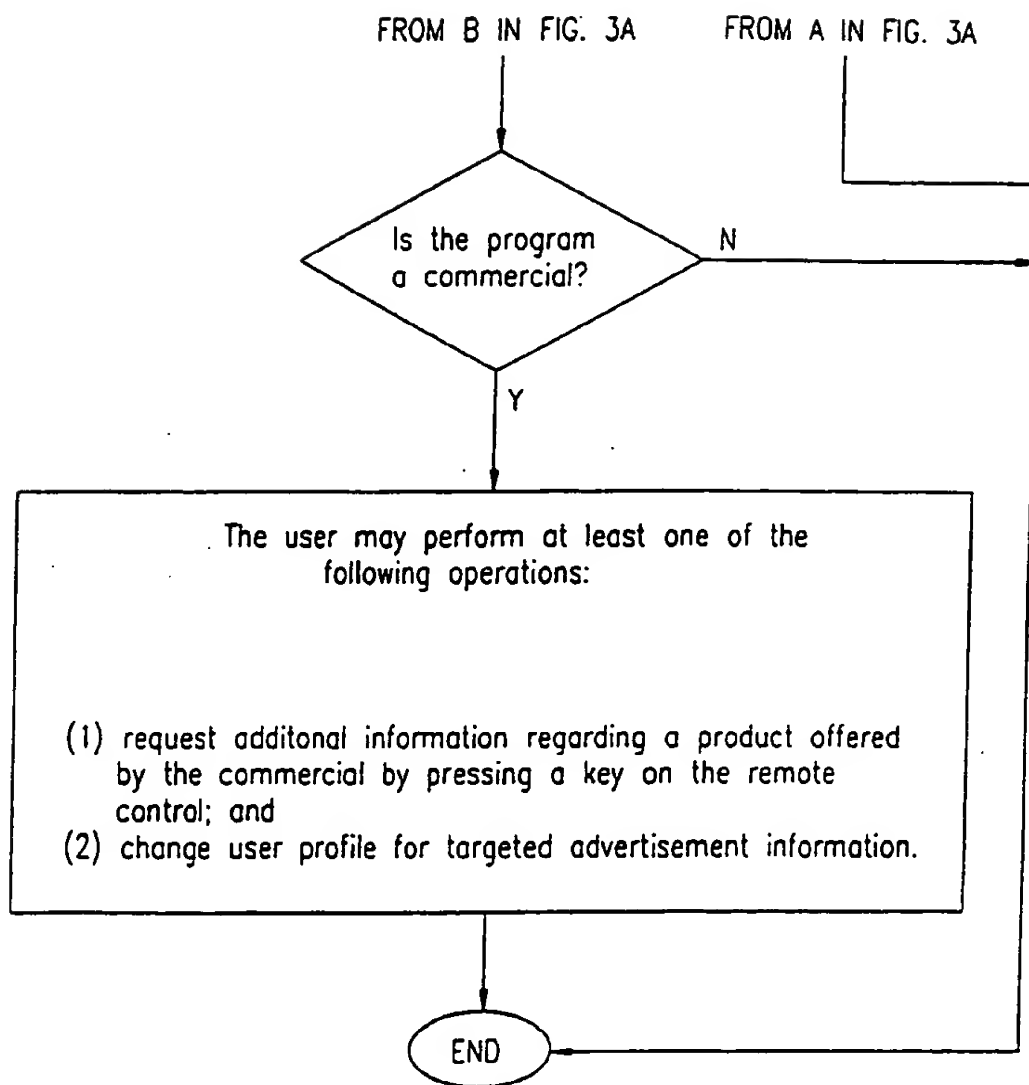 FROM B IN FIG. 3A
FROM A IN FIG. 3A
Is the program
a commercial?
N
Y
The user may perform at least one of the
following operations:
(1) request additonal information regarding a product offered
by the commercial by pressing a key on the remote
control; and
(2) change user profile for targeted advertisement information.
END